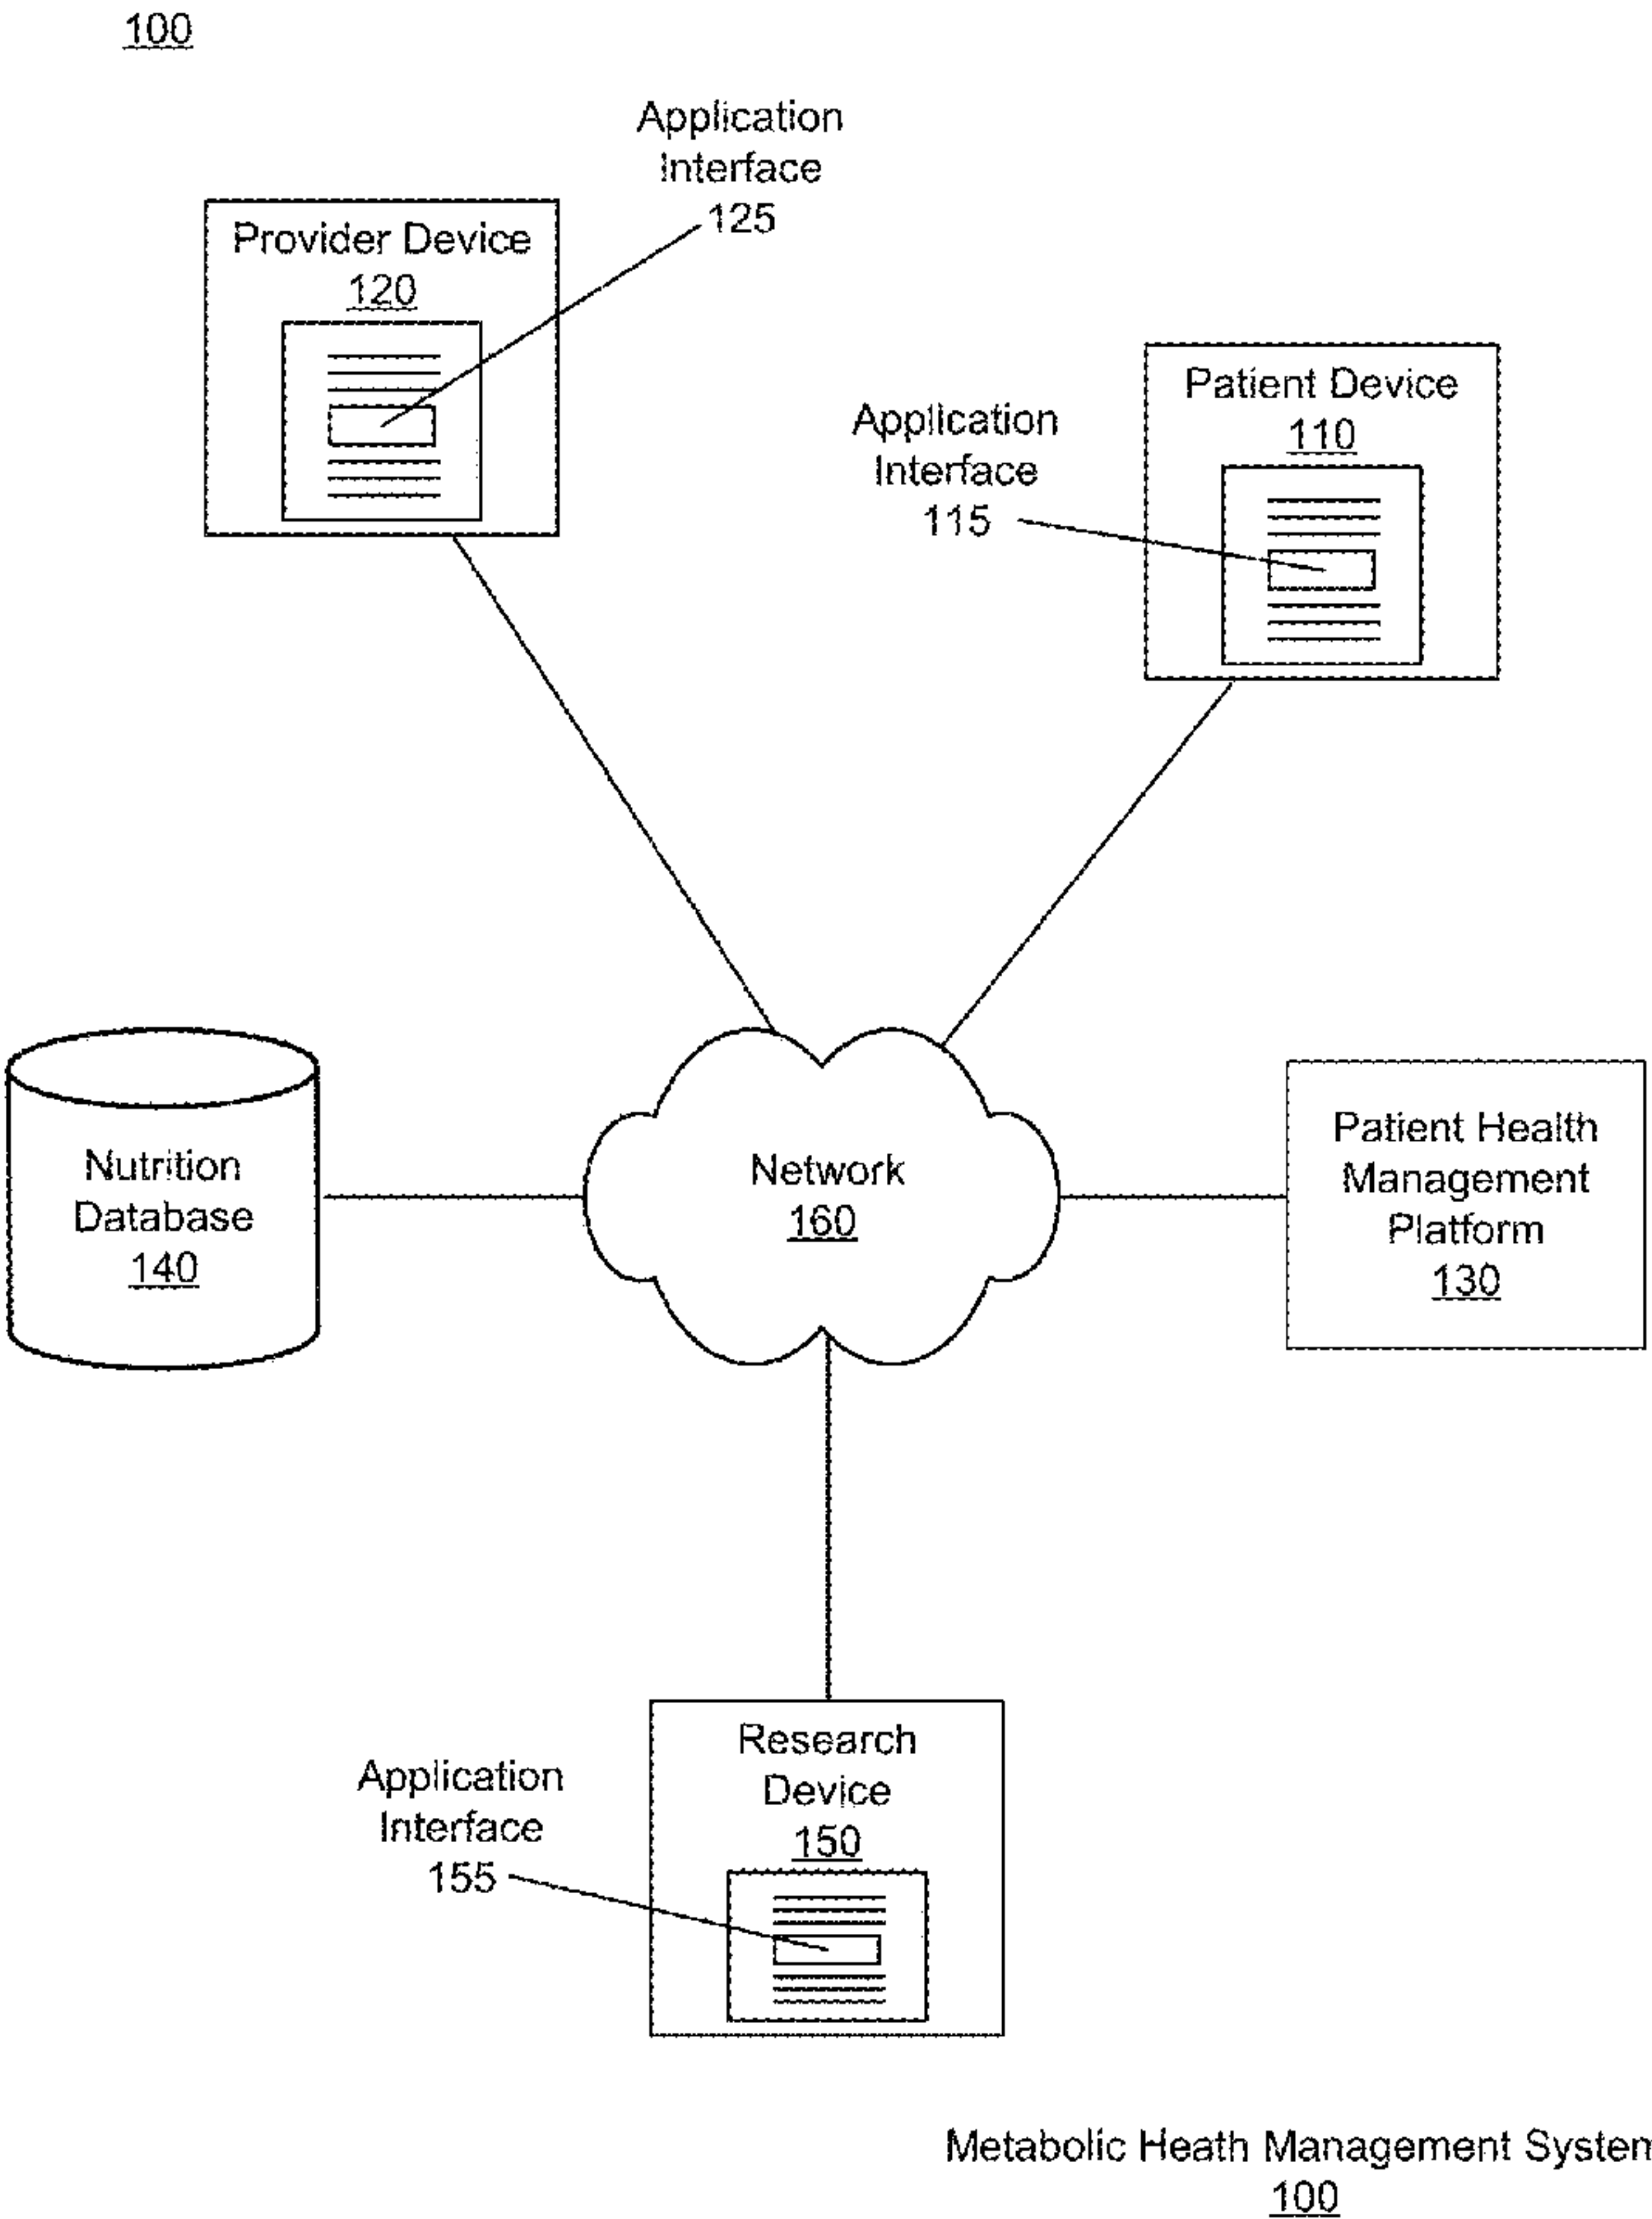 100
Application
Interface
125
Provider Device
120
Patient Device
110
Application
Interface
115
Nutrition
Database
140
Network
160
Patient Health
Management
Platform
130
Research
Device
150
Application
Interface
155
Metabolic Heath Management System
100